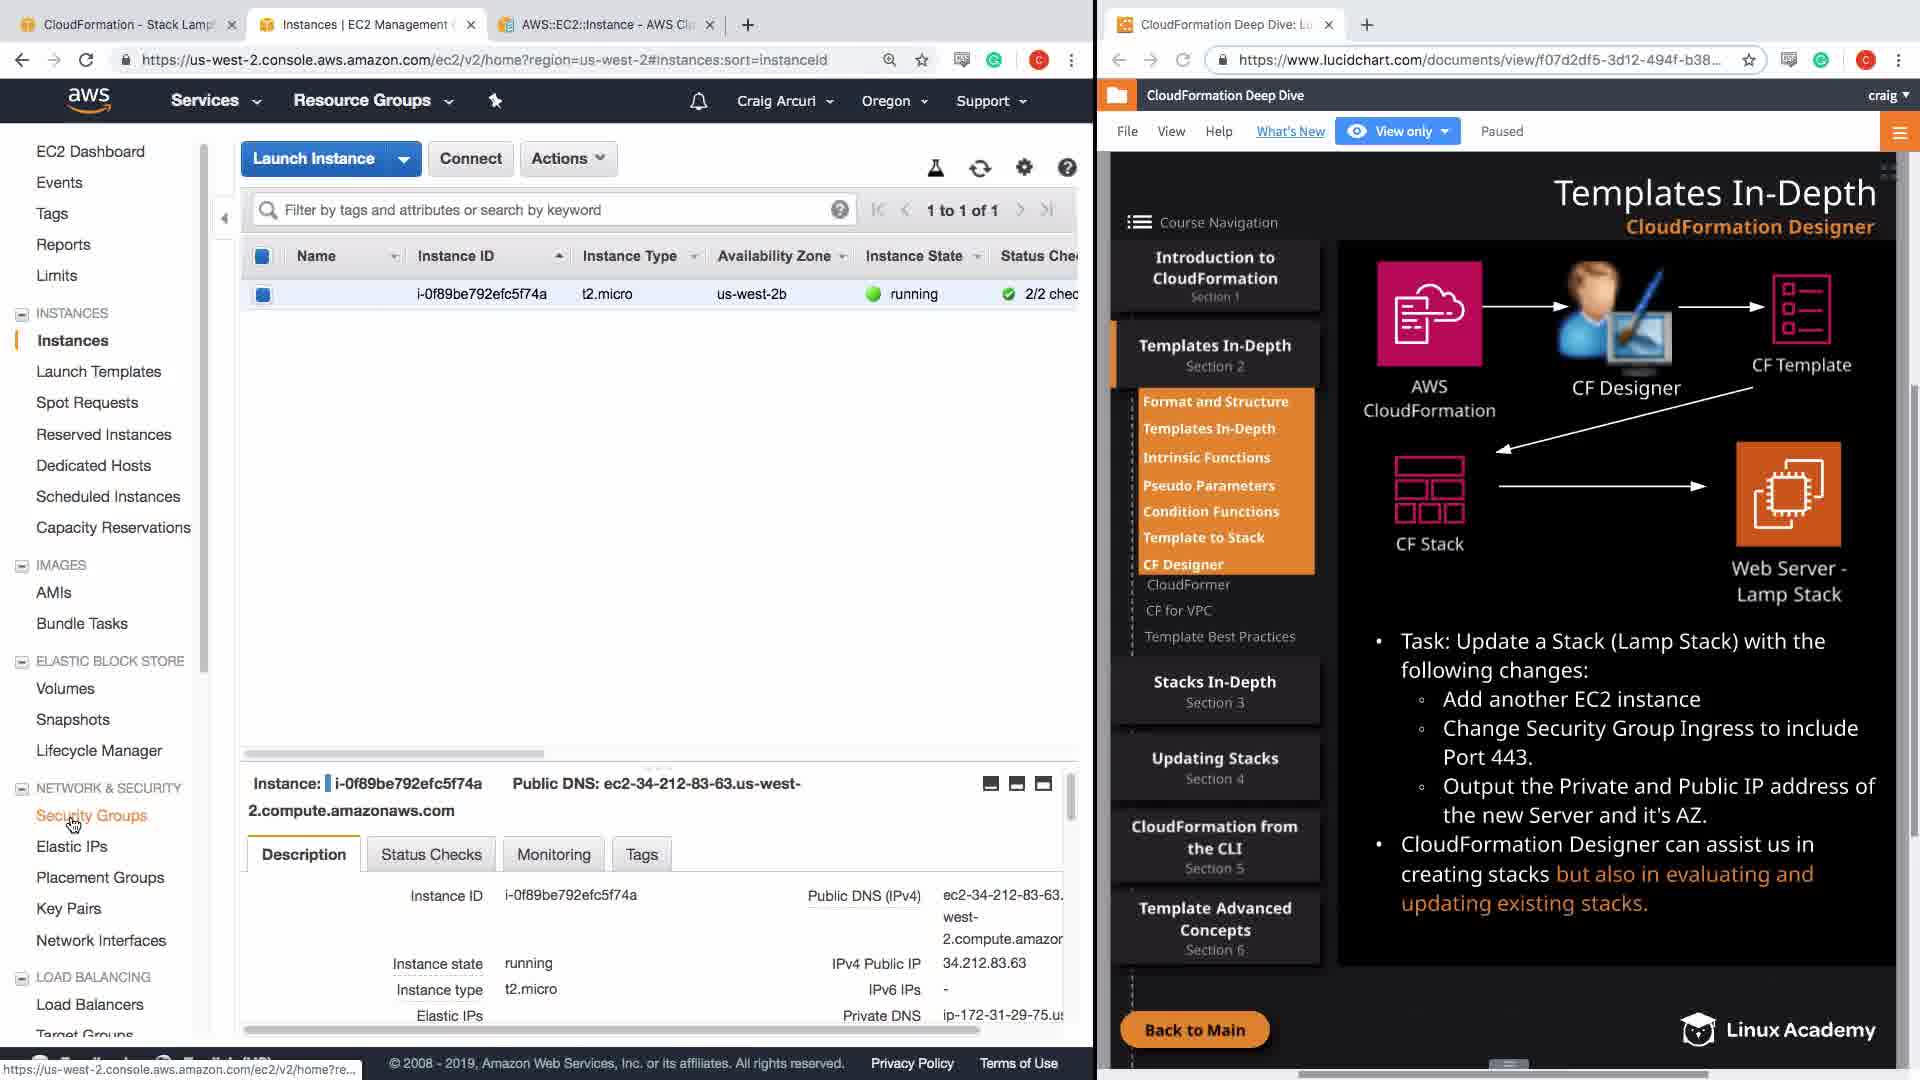 CloudFormation - Stack Lamp
Instances | EC2 Management
AWS::EC2::Instance - AWS Clo
https://us-west-2.console.aws.amazon.com/ec2/v2/home?region=us-west-2#Instances:sort=instanceId
C
aws
Services
Resource Groups
Craig Arcuri
Oregon
Support
EC2 Dashboard
Events
Tags
Reports
Limits
INSTANCES
Instances
Launch Templates
Spot Requests
Reserved Instances
Dedicated Hosts
Scheduled Instances
Capacity Reservations
IMAGES
AMIs
Bundle Tasks
ELASTIC BLOCK STORE
Volumes
Snapshots
Lifecycle Manager
NETWORK & SECURITY
Security Groups
Elastic IPs
Placement Groups
Key Pairs
Network Interfaces
LOAD BALANCING
Load Balancers
Target Groups
Launch Instance
Connect
Actions
Filter by tags and attributes or search by keyword
1 to 1 of 1
Name
Instance ID
Instance Type
Availability Zone
Instance State
Status Chec
i-0f89be792efc5f74a
t2.micro
us-west-2b
running
2/2 chec
Instance: i-0f89be792efc5f74a Public DNS: ec2-34-212-83-63.us-west-
2.compute.amazonaws.com
Description
Status Checks
Monitoring
Tags
Instance ID
i-0f89be792efc5f74a
Public DNS (IPv4)
ec2-34-212-83-63.
west-
2.compute.amazor
Instance state
running
IPv4 Public IP
34.212.83.63
Instance type
t2.micro
IPv6 IPs
-
Elastic IPs
Private DNS
ip-172-31-29-75.us
© 2008 - 2019, Amazon Web Services, Inc. or its affiliates. All rights reserved.
Privacy Policy
Terms of Use
https://us-west-2.console.aws.amazon.com/ec2/v2/home?re...
CloudFormation Deep Dive: Lu
https://www.lucidchart.com/documents/view/f07d2df5-3d12-494f-b38...
C
CloudFormation Deep Dive
craig
File
View
Help
What's New
View only
Paused
Templates In-Depth
CloudFormation Designer
Course Navigation
Introduction to
CloudFormation
Section 1
Templates In-Depth
Section 2
Format and Structure
Templates In-Depth
Intrinsic Functions
Pseudo Parameters
Condition Functions
Template to Stack
CF Designer
CloudFormer
CF for VPC
Template Best Practices
Stacks In-Depth
Section 3
Updating Stacks
Section 4
CloudFormation from
the CLI
Section 5
Template Advanced
Concepts
Section 6
Back to Main
AWS
CloudFormation
CF Designer
CF Template
CF Stack
Web Server -
Lamp Stack
• Task: Update a Stack (Lamp Stack) with the
following changes:
◦ Add another EC2 instance
◦ Change Security Group Ingress to include
Port 443.
◦ Output the Private and Public IP address of
the new Server and it's AZ.
• CloudFormation Designer can assist us in
creating stacks but also in evaluating and
updating existing stacks.
Linux Academy